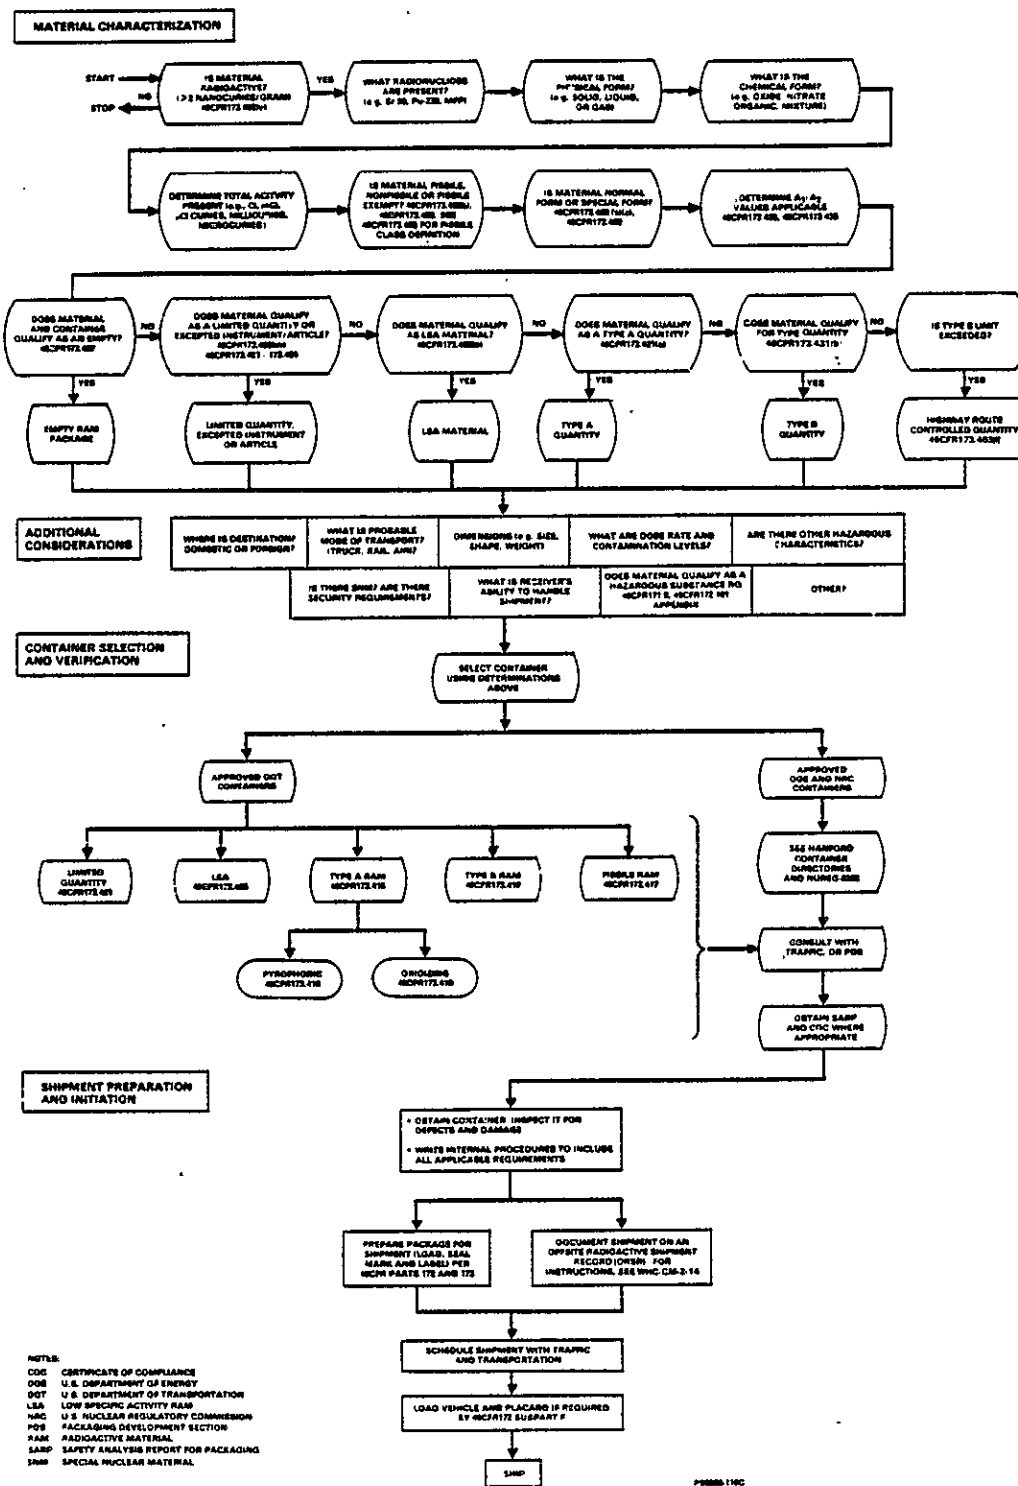 MATERIAL CHARACTERIZATION
START
IS MATERIAL
RADIOACTIVE?
NO
STOP
YES
WHAT RADIONUCLIDES
ARE PRESENT?
WHAT IS THE
PHYSICAL FORM?
(e.g. SOLID, LIQUID,
OR GAS)
WHAT IS THE
CHEMICAL FORM?
(e.g. OXIDE, NITRATE
ORGANIC, MIXTURE)
DETERMINE TOTAL ACTIVITY
MICROCURIES)
IS MATERIAL FISSILE,
NONFISSILE OR FISSILE
CLASS DEFINITION
IS MATERIAL NORMAL
FORM OR SPECIAL FORM?
DETERMINE
VALUES APPLICABLE
DOES MATERIAL
AND CONTAINER
QUALIFY AS AN EMPTY?
NO
DOES MATERIAL QUALIFY
AS A LIMITED QUANTITY OR
EXCEPTED INSTRUMENT/ARTICLE?
NO
DOES MATERIAL QUALIFY
AS LSA MATERIAL?
NO
DOES MATERIAL QUALIFY
AS A TYPE A QUANTITY?
NO
DOES MATERIAL QUALIFY
FOR TYPE QUANTITY
NO
IS TYPE B LIMIT
EXCEEDED?
YES
YES
YES
YES
YES
YES
EMPTY RAM
PACKAGE
LIMITED QUANTITY,
EXCEPTED INSTRUMENT
OR ARTICLE
LSA MATERIAL
TYPE A
QUANTITY
TYPE B
QUANTITY
HIGHWAY ROUTE
CONTROLLED QUANTITY
ADDITIONAL
CONSIDERATIONS
WHERE IS DESTINATION?
DOMESTIC OR FOREIGN?
WHAT IS PROBABLE
MODE OF TRANSPORT?
(TRUCK, RAIL, AIR)
DIMENSIONS (e.g. SIZE,
SHAPE, WEIGHT)
WHAT ARE DOSE RATE AND
CONTAMINATION LEVELS?
ARE THERE OTHER HAZARDOUS
CHARACTERISTICS?
IS THERE SNM? ARE THERE
SECURITY REQUIREMENTS?
WHAT IS RECEIVER'S
ABILITY TO HANDLE
SHIPMENT?
DOES MATERIAL QUALIFY AS A
HAZARDOUS SUBSTANCE RQ
APPENDIX
OTHER?
CONTAINER SELECTION
AND VERIFICATION
SELECT CONTAINER
USING DETERMINATIONS
ABOVE
APPROVED DOT
CONTAINERS
APPROVED
DOE AND NRC
CONTAINERS
LIMITED
QUANTITY
LSA
TYPE A RAM
TYPE B RAM
FISSILE RAM
49CFR173.417
SEE HANFORD
CONTAINER
DIRECTORIES
PYROPHORIC
OXIDIZING
CONSULT WITH
TRAFFIC, OR PDS
OBTAIN SARP
AND COC WHERE
APPROPRIATE
SHIPMENT PREPARATION
AND INITIATION
• OBTAIN CONTAINER INSPECT IT FOR
DEFECTS AND DAMAGE
• WRITE INTERNAL PROCEDURES TO INCLUDE
ALL APPLICABLE REQUIREMENTS
PREPARE PACKAGE FOR
SHIPMENT (LOAD, SEAL
MARK AND LABEL) PER
49CFR PARTS 172 AND 173
DOCUMENT SHIPMENT ON AN
OFFSITE RADIOACTIVE SHIPMENT
RECORD (ORSR) FOR
INSTRUCTIONS, SEE WHC-CM-2-14
SCHEDULE SHIPMENT WITH TRAFFIC
AND TRANSPORTATION
LOAD VEHICLE AND PLACARD IF REQUIRED
BY 49CFR172 SUBPART F
SHIP
NOTES:
COC CERTIFICATE OF COMPLIANCE
DOE U.S. DEPARTMENT OF ENERGY
DOT U.S. DEPARTMENT OF TRANSPORTATION
LSA LOW SPECIFIC ACTIVITY RAM
NRC U.S. NUCLEAR REGULATORY COMMISSION
PDS PACKAGING DEVELOPMENT SECTION
RAM RADIOACTIVE MATERIAL
SARP SAFETY ANALYSIS REPORT FOR PACKAGING
SNM SPECIAL NUCLEAR MATERIAL